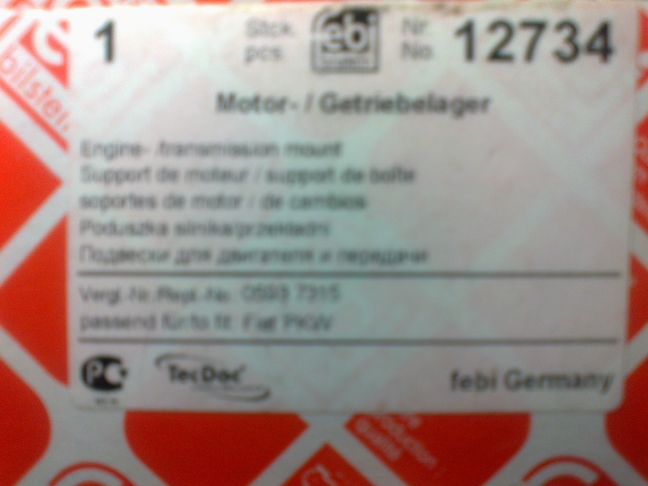 1 Stck. pcs. febi Nr. No. 12734
Motor- / Getriebelager
Engine- /transmission mount
Support de moteur / support de boîte
soportes de motor / de cambios
Poduszka silnika/przekładni
Подвески для двигателя и передачи
Vergl.-Nr./Repl.-No.: 0593 7315
passend für/to fit: Fiat PKW
PC TecDoc febi Germany
bilstein